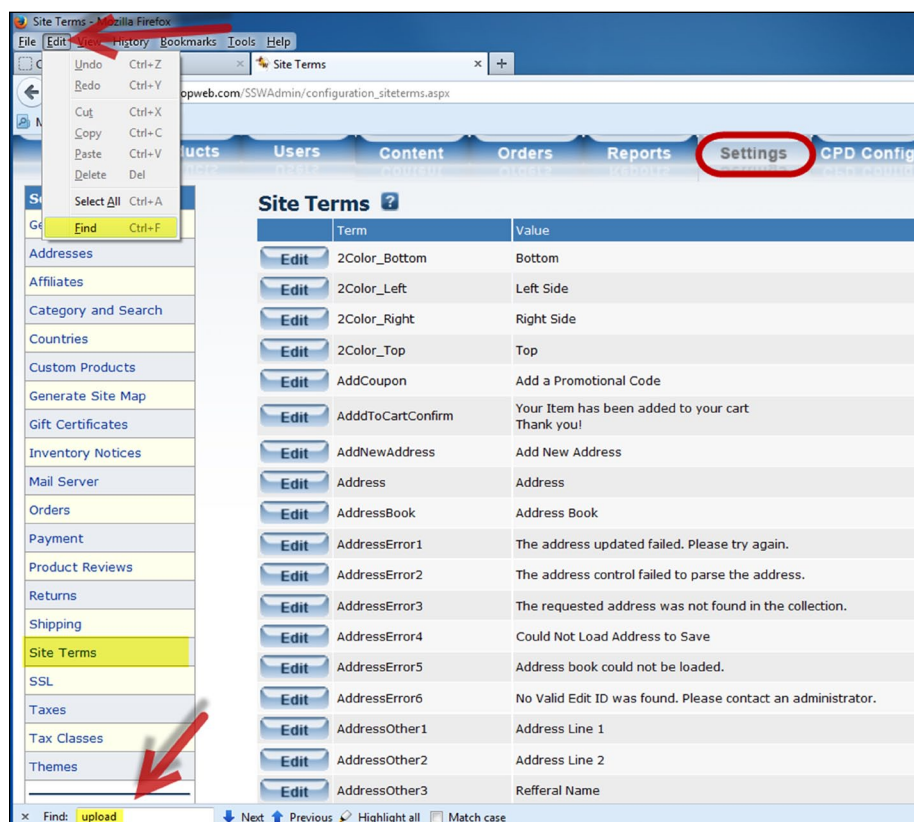 Site Terms - Mozilla Firefox
File Edit View History Bookmarks Tools Help
Site Terms × +
opweb.com/SSWAdmin/configuration_siteterms.aspx
Undo Ctrl+Z
Redo Ctrl+Y
Cut Ctrl+X
Copy Ctrl+C
Paste Ctrl+V
Delete Del
Select All Ctrl+A
Find Ctrl+F
ucts Users Content Orders Reports Settings CPD Config
Addresses
Affiliates
Category and Search
Countries
Custom Products
Generate Site Map
Gift Certificates
Inventory Notices
Mail Server
Orders
Payment
Product Reviews
Returns
Shipping
Site Terms
SSL
Taxes
Tax Classes
Themes
Site Terms ?
Term Value
Edit 2Color_Bottom Bottom
Edit 2Color_Left Left Side
Edit 2Color_Right Right Side
Edit 2Color_Top Top
Edit AddCoupon Add a Promotional Code
Edit AdddToCartConfirm Your Item has been added to your cart
Thank you!
Edit AddNewAddress Add New Address
Edit Address Address
Edit AddressBook Address Book
Edit AddressError1 The address updated failed. Please try again.
Edit AddressError2 The address control failed to parse the address.
Edit AddressError3 The requested address was not found in the collection.
Edit AddressError4 Could Not Load Address to Save
Edit AddressError5 Address book could not be loaded.
Edit AddressError6 No Valid Edit ID was found. Please contact an administrator.
Edit AddressOther1 Address Line 1
Edit AddressOther2 Address Line 2
Edit AddressOther3 Refferal Name
× Find: upload Next Previous Highlight all Match case